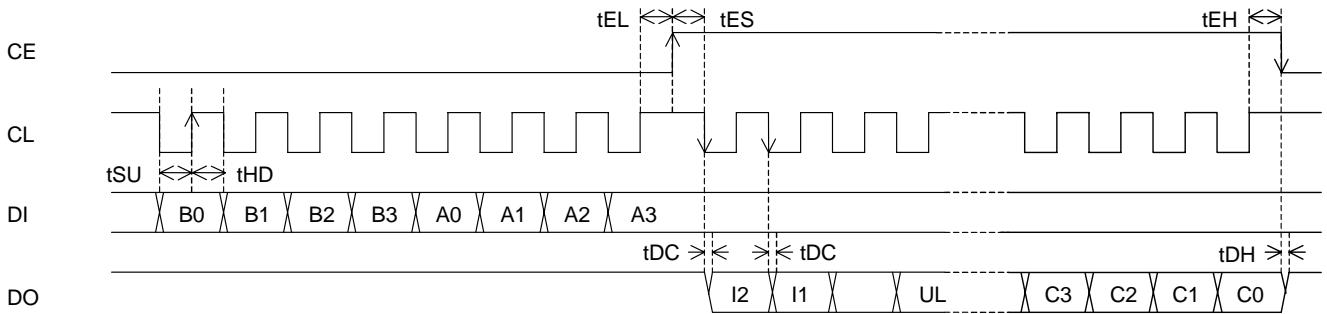 tEL tES tEH
CE
CL
tSU tHD
DI B0 B1 B2 B3 A0 A1 A2 A3
tDC tDC tDH
DO I2 I1 UL C3 C2 C1 C0